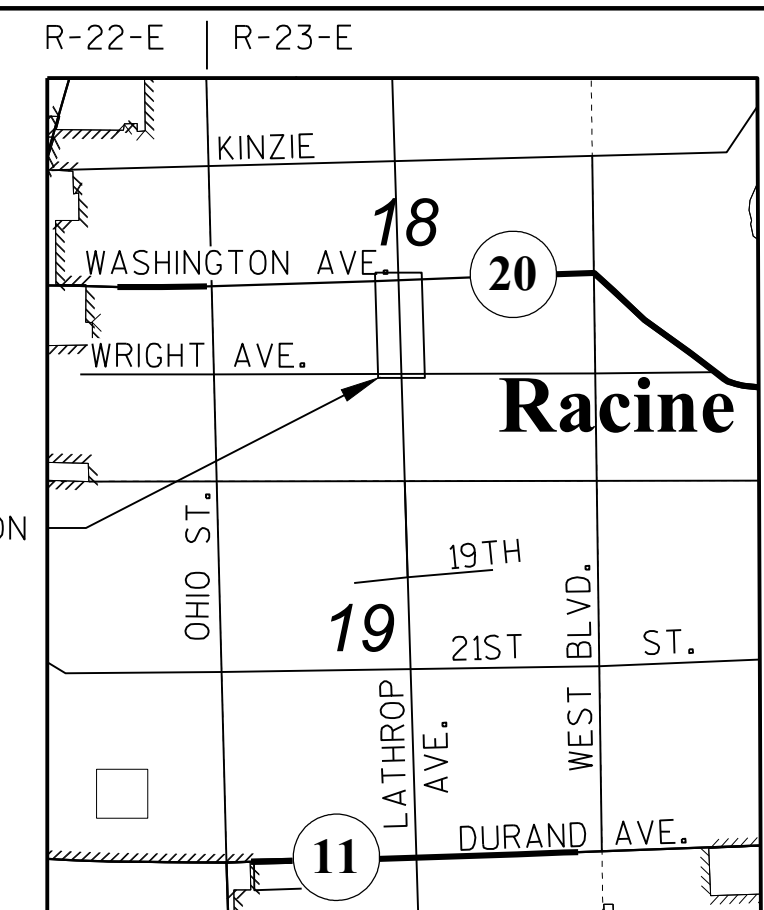 R-22-E R-23-E
KINZIE
18
WASHINGTON AVE.
20
WRIGHT AVE.
Racine
ON
OHIO ST.
19TH
19
21ST ST.
WEST BLVD.
LATHROP
AVE.
DURAND AVE.
11